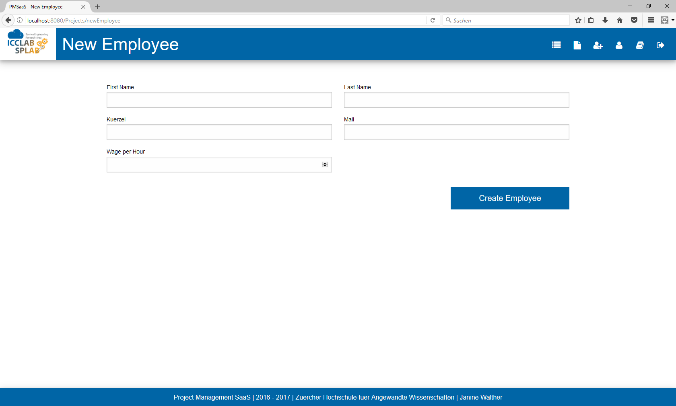 PMSaaS - New Employee
localhost:8080/Projects/newEmployee
Suchen
ICCLAB
SPLAB
New Employee
First Name
Last Name
Kuerzel
Mail
Wage per Hour
Create Employee
Project Management SaaS | 2016 - 2017 | Zuercher Hochschule fuer Angewandte Wissenschaften | Janine Walther